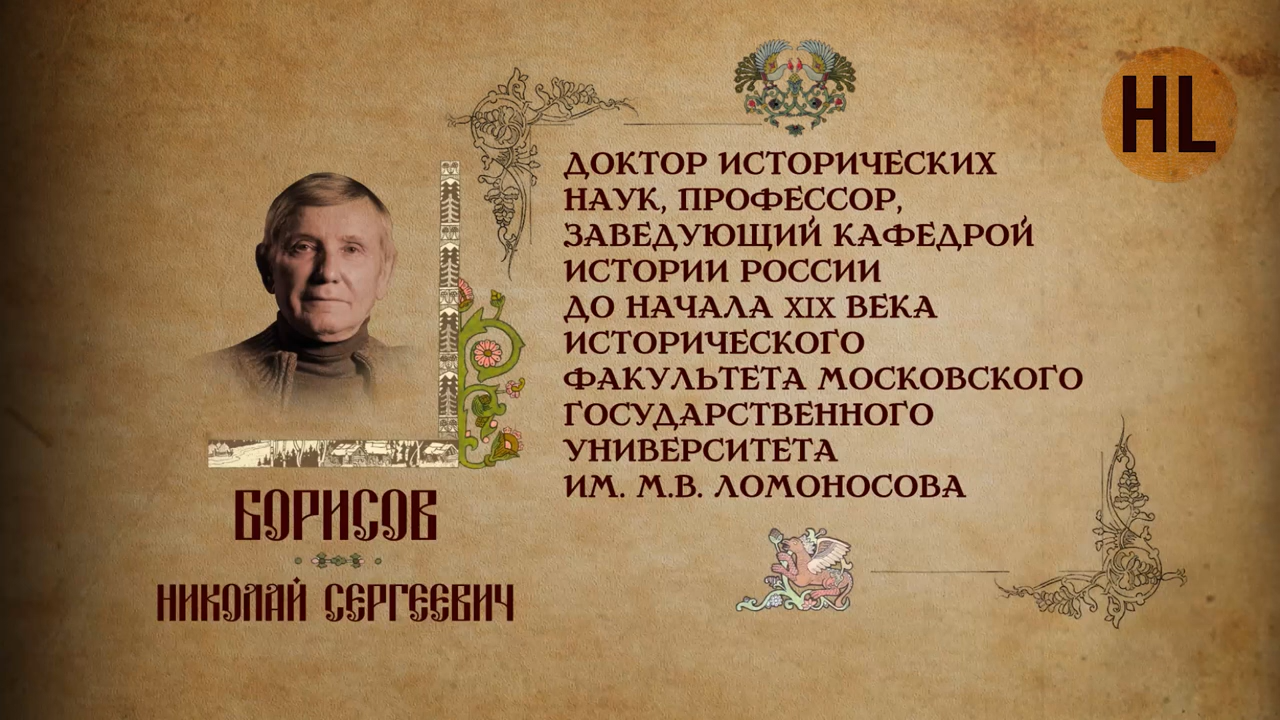 HL
ДОКТОР ИСТОРИЧЕСКИХ
НАУК, ПРОФЕССОР,
ЗАВЕДУЮЩИЙ КАФЕДРОЙ
ИСТОРИИ РОССИИ
ДО НАЧАЛА XIX ВЕКА
ИСТОРИЧЕСКОГО
ФАКУЛЬТЕТА МОСКОВСКОГО
ГОСУДАРСТВЕННОГО
УНИВЕРСИТЕТА
ИМ. М.В. ЛОМОНОСОВА
БОРИСОВ
НИКОЛАЙ СЕРГЕЕВИЧ